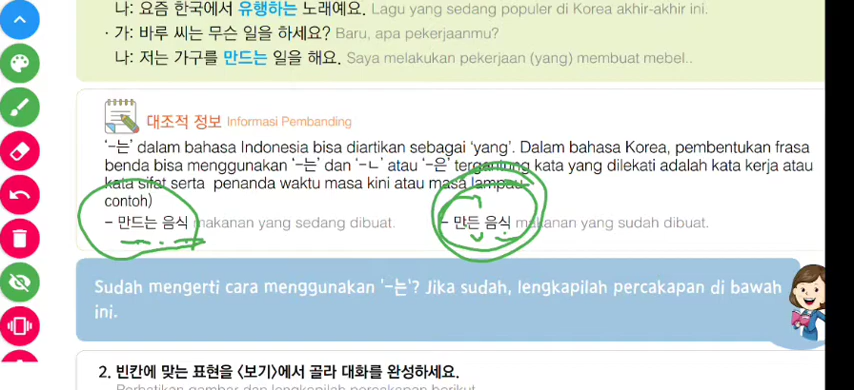 나: 요즘 한국에서 유행하는 노래예요. Lagu yang sedang populer di Korea akhir-akhir ini.
· 가: 바루 씨는 무슨 일을 하세요? Baru, apa pekerjaanmu?
나: 저는 가구를 만드는 일을 해요. Saya melakukan pekerjaan (yang) membuat mebel..
대조적 정보 Informasi Pembanding
'-는' dalam bahasa Indonesia bisa diartikan sebagai 'yang'. Dalam bahasa Korea, pembentukan frasa
benda bisa menggunakan '-는' dan '-ㄴ' atau '-은' tergantung kata yang dilekati adalah kata kerja atau
kata sifat serta penanda waktu masa kini atau masa lampau
contoh)
- 만드는 음식 makanan yang sedang dibuat. - 만든 음식 makanan yang sudah dibuat.
Sudah mengerti cara menggunakan '-는'? Jika sudah, lengkapilah percakapan di bawah
ini.
2. 빈칸에 맞는 표현을 <보기>에서 골라 대화를 완성하세요.
Perhatikan gambar dan lengkapilah percakapan berikut